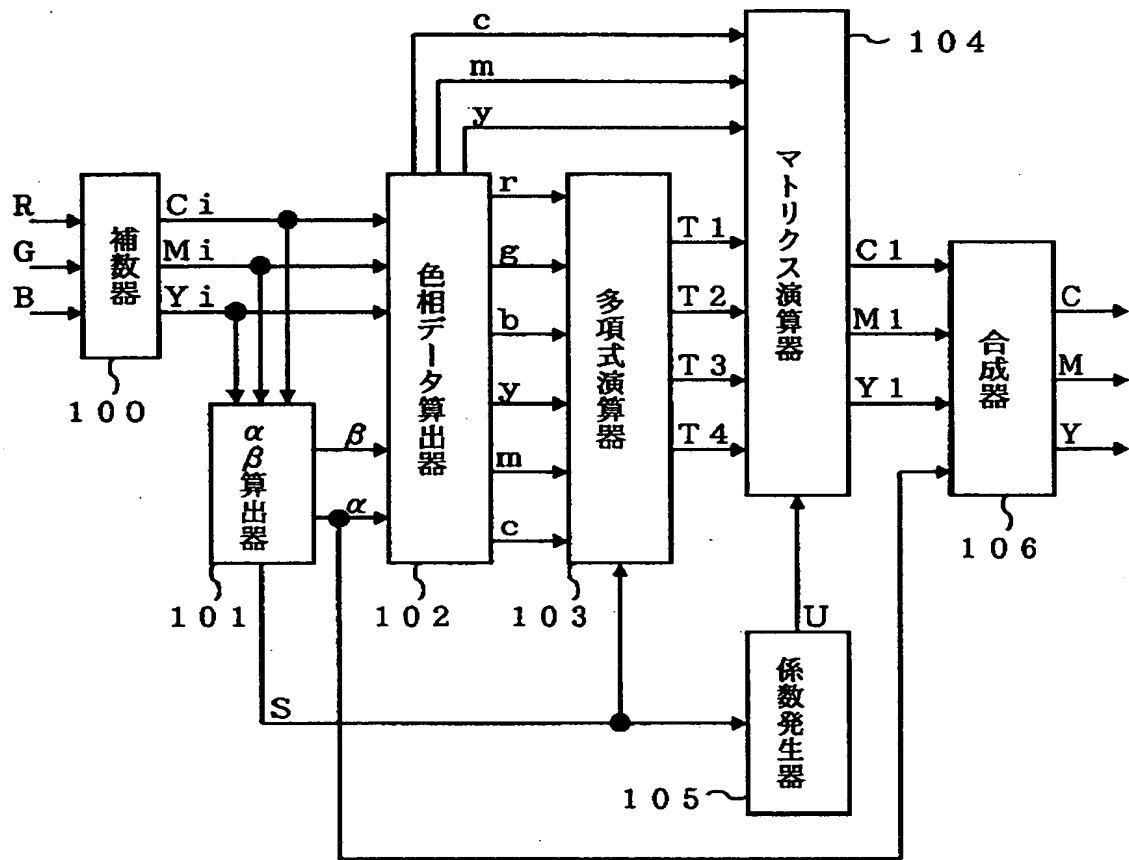 c
m
y
104
マトリクス演算器
R
G
B
補数器
100
Ci
Mi
Yi
αβ算出器
101
β
α
S
色相データ算出器
102
r
g
b
y
m
c
多項式演算器
103
T1
T2
T3
T4
C1
M1
Y1
合成器
106
C
M
Y
U
係数発生器
105